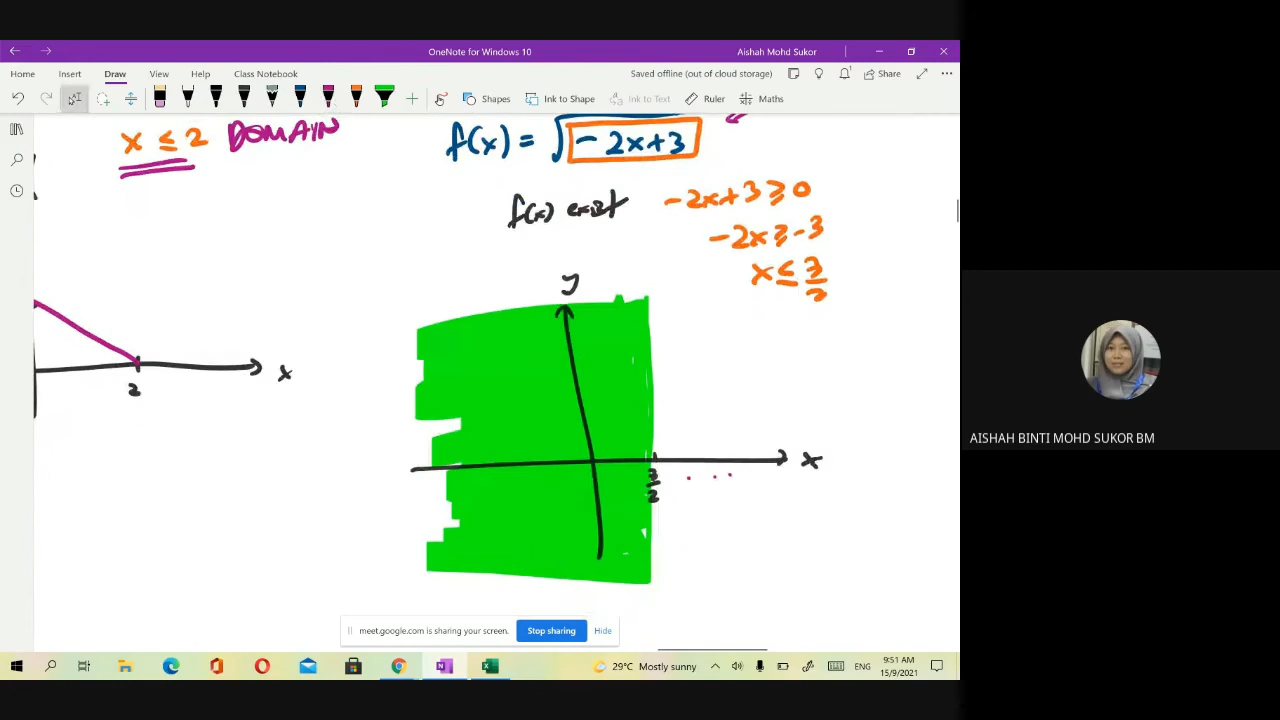 OneNote for Windows 10
Aishah Mohd Sukor
Home Insert Draw View Help Class Notebook
Saved offline (out of cloud storage)
Share
Shapes
Ink to Shape
Ink to Text
Ruler
Maths
x ≤ 2 DOMAIN
f(x) = √-2x+3
f(x) exist
-2x+3 ≥ 0
-2x ≥ -3
x ≤ 3/2
y
x
2
x
3/2
AISHAH BINTI MOHD SUKOR BM
meet.google.com is sharing your screen.
Stop sharing
Hide
29°C Mostly sunny
ENG
9:51 AM
15/9/2021